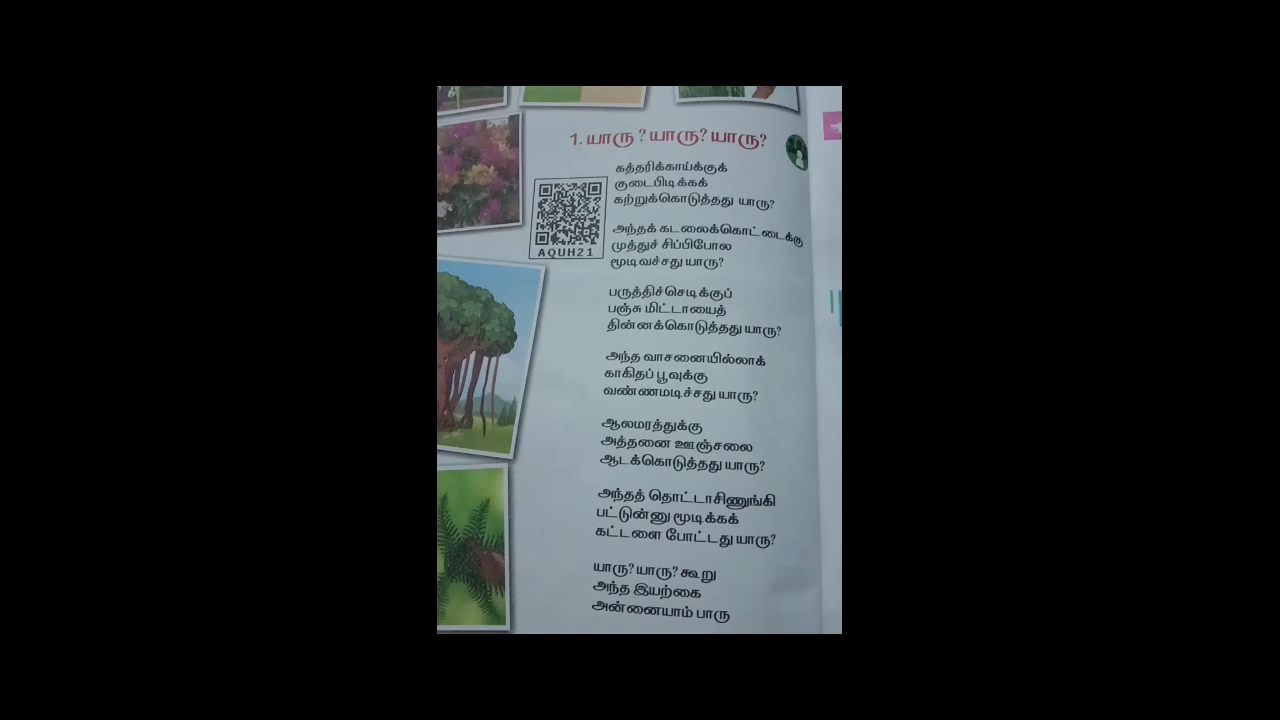 1. யாரு ? யாரு? யாரு?
கத்தரிக்காய்க்குக்
குடைபிடிக்கக்
கற்றுக்கொடுத்தது யாரு?
AQUH21
அந்தக் கடலைக்கொட்டைக்கு
முத்துச் சிப்பிபோல
மூடிவச்சது யாரு?
பருத்திச்செடிக்குப்
பஞ்சு மிட்டாயைத்
தின்னக்கொடுத்தது யாரு?
அந்த வாசனையில்லாக்
காகிதப் பூவுக்கு
வண்ணமடிச்சது யாரு?
ஆலமரத்துக்கு
அத்தனை ஊஞ்சலை
ஆடக்கொடுத்தது யாரு?
அந்தத் தொட்டாசிணுங்கி
பட்டுன்னு மூடிக்கக்
கட்டளை போட்டது யாரு?
யாரு? யாரு? கூறு
அந்த இயற்கை
அன்னையாம் பாரு